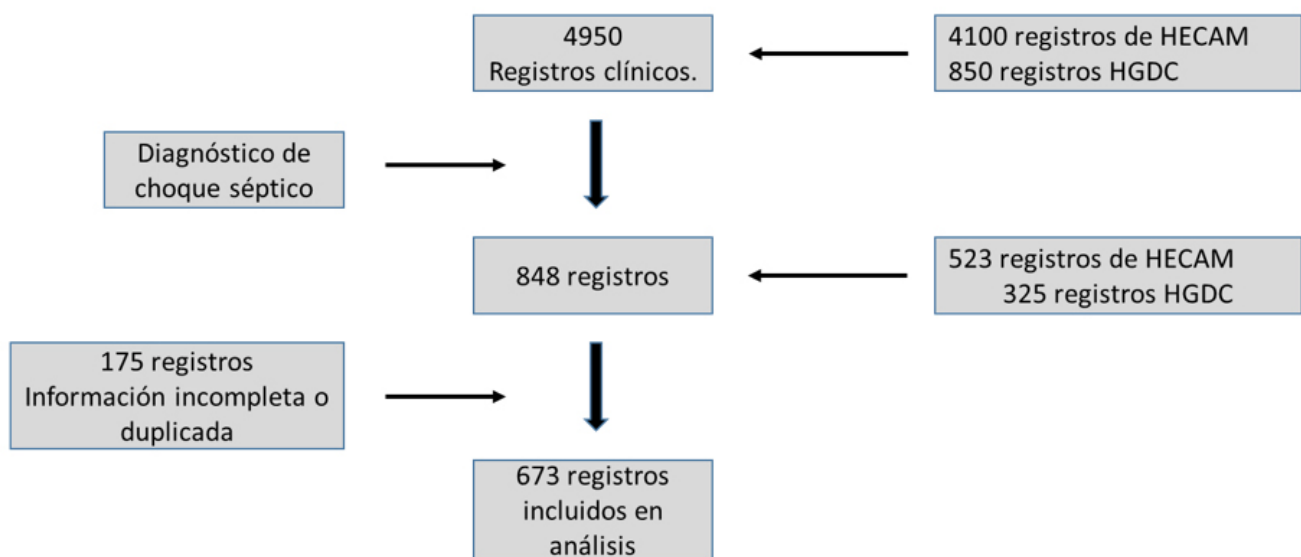 4950
Registros clínicos.
4100 registros de HECAM
850 registros HGDC
Diagnóstico de
choque séptico
848 registros
523 registros de HECAM
325 registros HGDC
175 registros
Información incompleta o
duplicada
673 registros
incluidos en
análisis